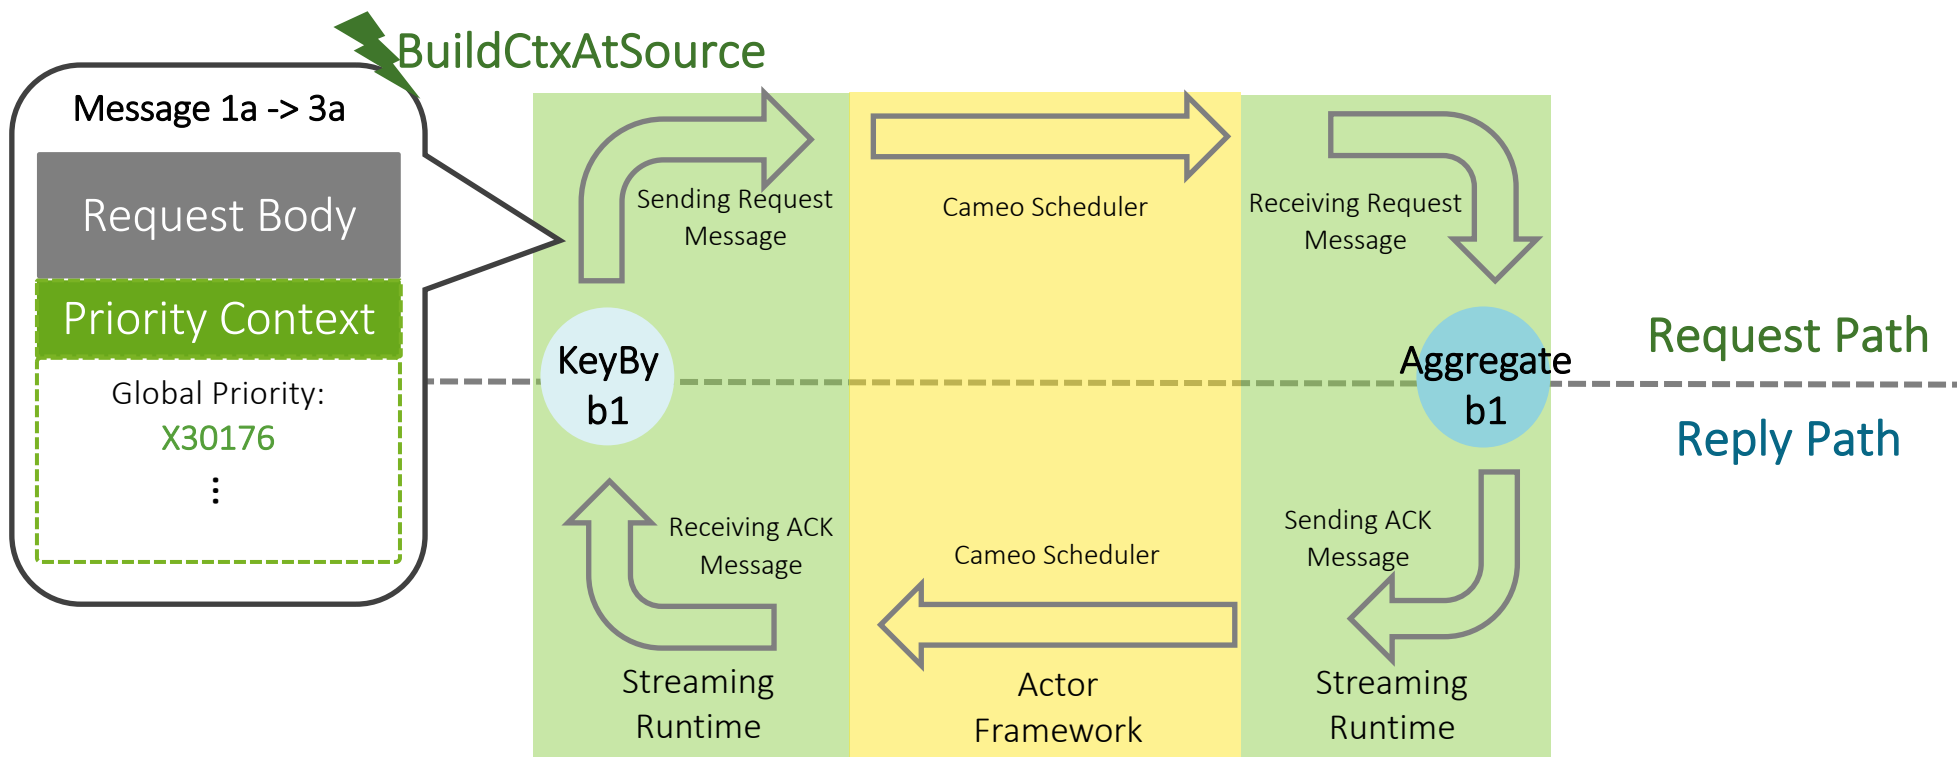 BuildCtxAtSource
Message 1a -> 3a
Request Body
Priority Context
Global Priority:
X30176
⋮
Sending Request
Message
Cameo Scheduler
Receiving Request
Message
KeyBy
b1
Aggregate
b1
Request Path
Reply Path
Receiving ACK
Message
Cameo Scheduler
Sending ACK
Message
Streaming
Runtime
Actor
Framework
Streaming
Runtime